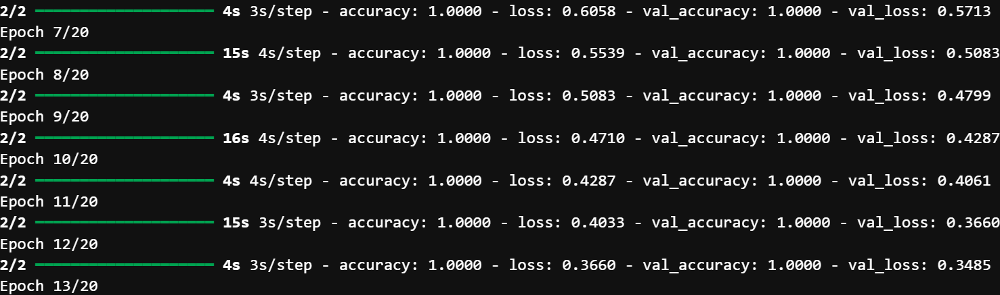 2/2 ━━━━━━━━━━━━━━━━━━━━ 4s 3s/step - accuracy: 1.0000 - loss: 0.6058 - val_accuracy: 1.0000 - val_loss: 0.5713
Epoch 7/20
2/2 ━━━━━━━━━━━━━━━━━━━━ 15s 4s/step - accuracy: 1.0000 - loss: 0.5539 - val_accuracy: 1.0000 - val_loss: 0.5083
Epoch 8/20
2/2 ━━━━━━━━━━━━━━━━━━━━ 4s 3s/step - accuracy: 1.0000 - loss: 0.5083 - val_accuracy: 1.0000 - val_loss: 0.4799
Epoch 9/20
2/2 ━━━━━━━━━━━━━━━━━━━━ 16s 4s/step - accuracy: 1.0000 - loss: 0.4710 - val_accuracy: 1.0000 - val_loss: 0.4287
Epoch 10/20
2/2 ━━━━━━━━━━━━━━━━━━━━ 4s 4s/step - accuracy: 1.0000 - loss: 0.4287 - val_accuracy: 1.0000 - val_loss: 0.4061
Epoch 11/20
2/2 ━━━━━━━━━━━━━━━━━━━━ 15s 3s/step - accuracy: 1.0000 - loss: 0.4033 - val_accuracy: 1.0000 - val_loss: 0.3660
Epoch 12/20
2/2 ━━━━━━━━━━━━━━━━━━━━ 4s 3s/step - accuracy: 1.0000 - loss: 0.3660 - val_accuracy: 1.0000 - val_loss: 0.3485
Epoch 13/20